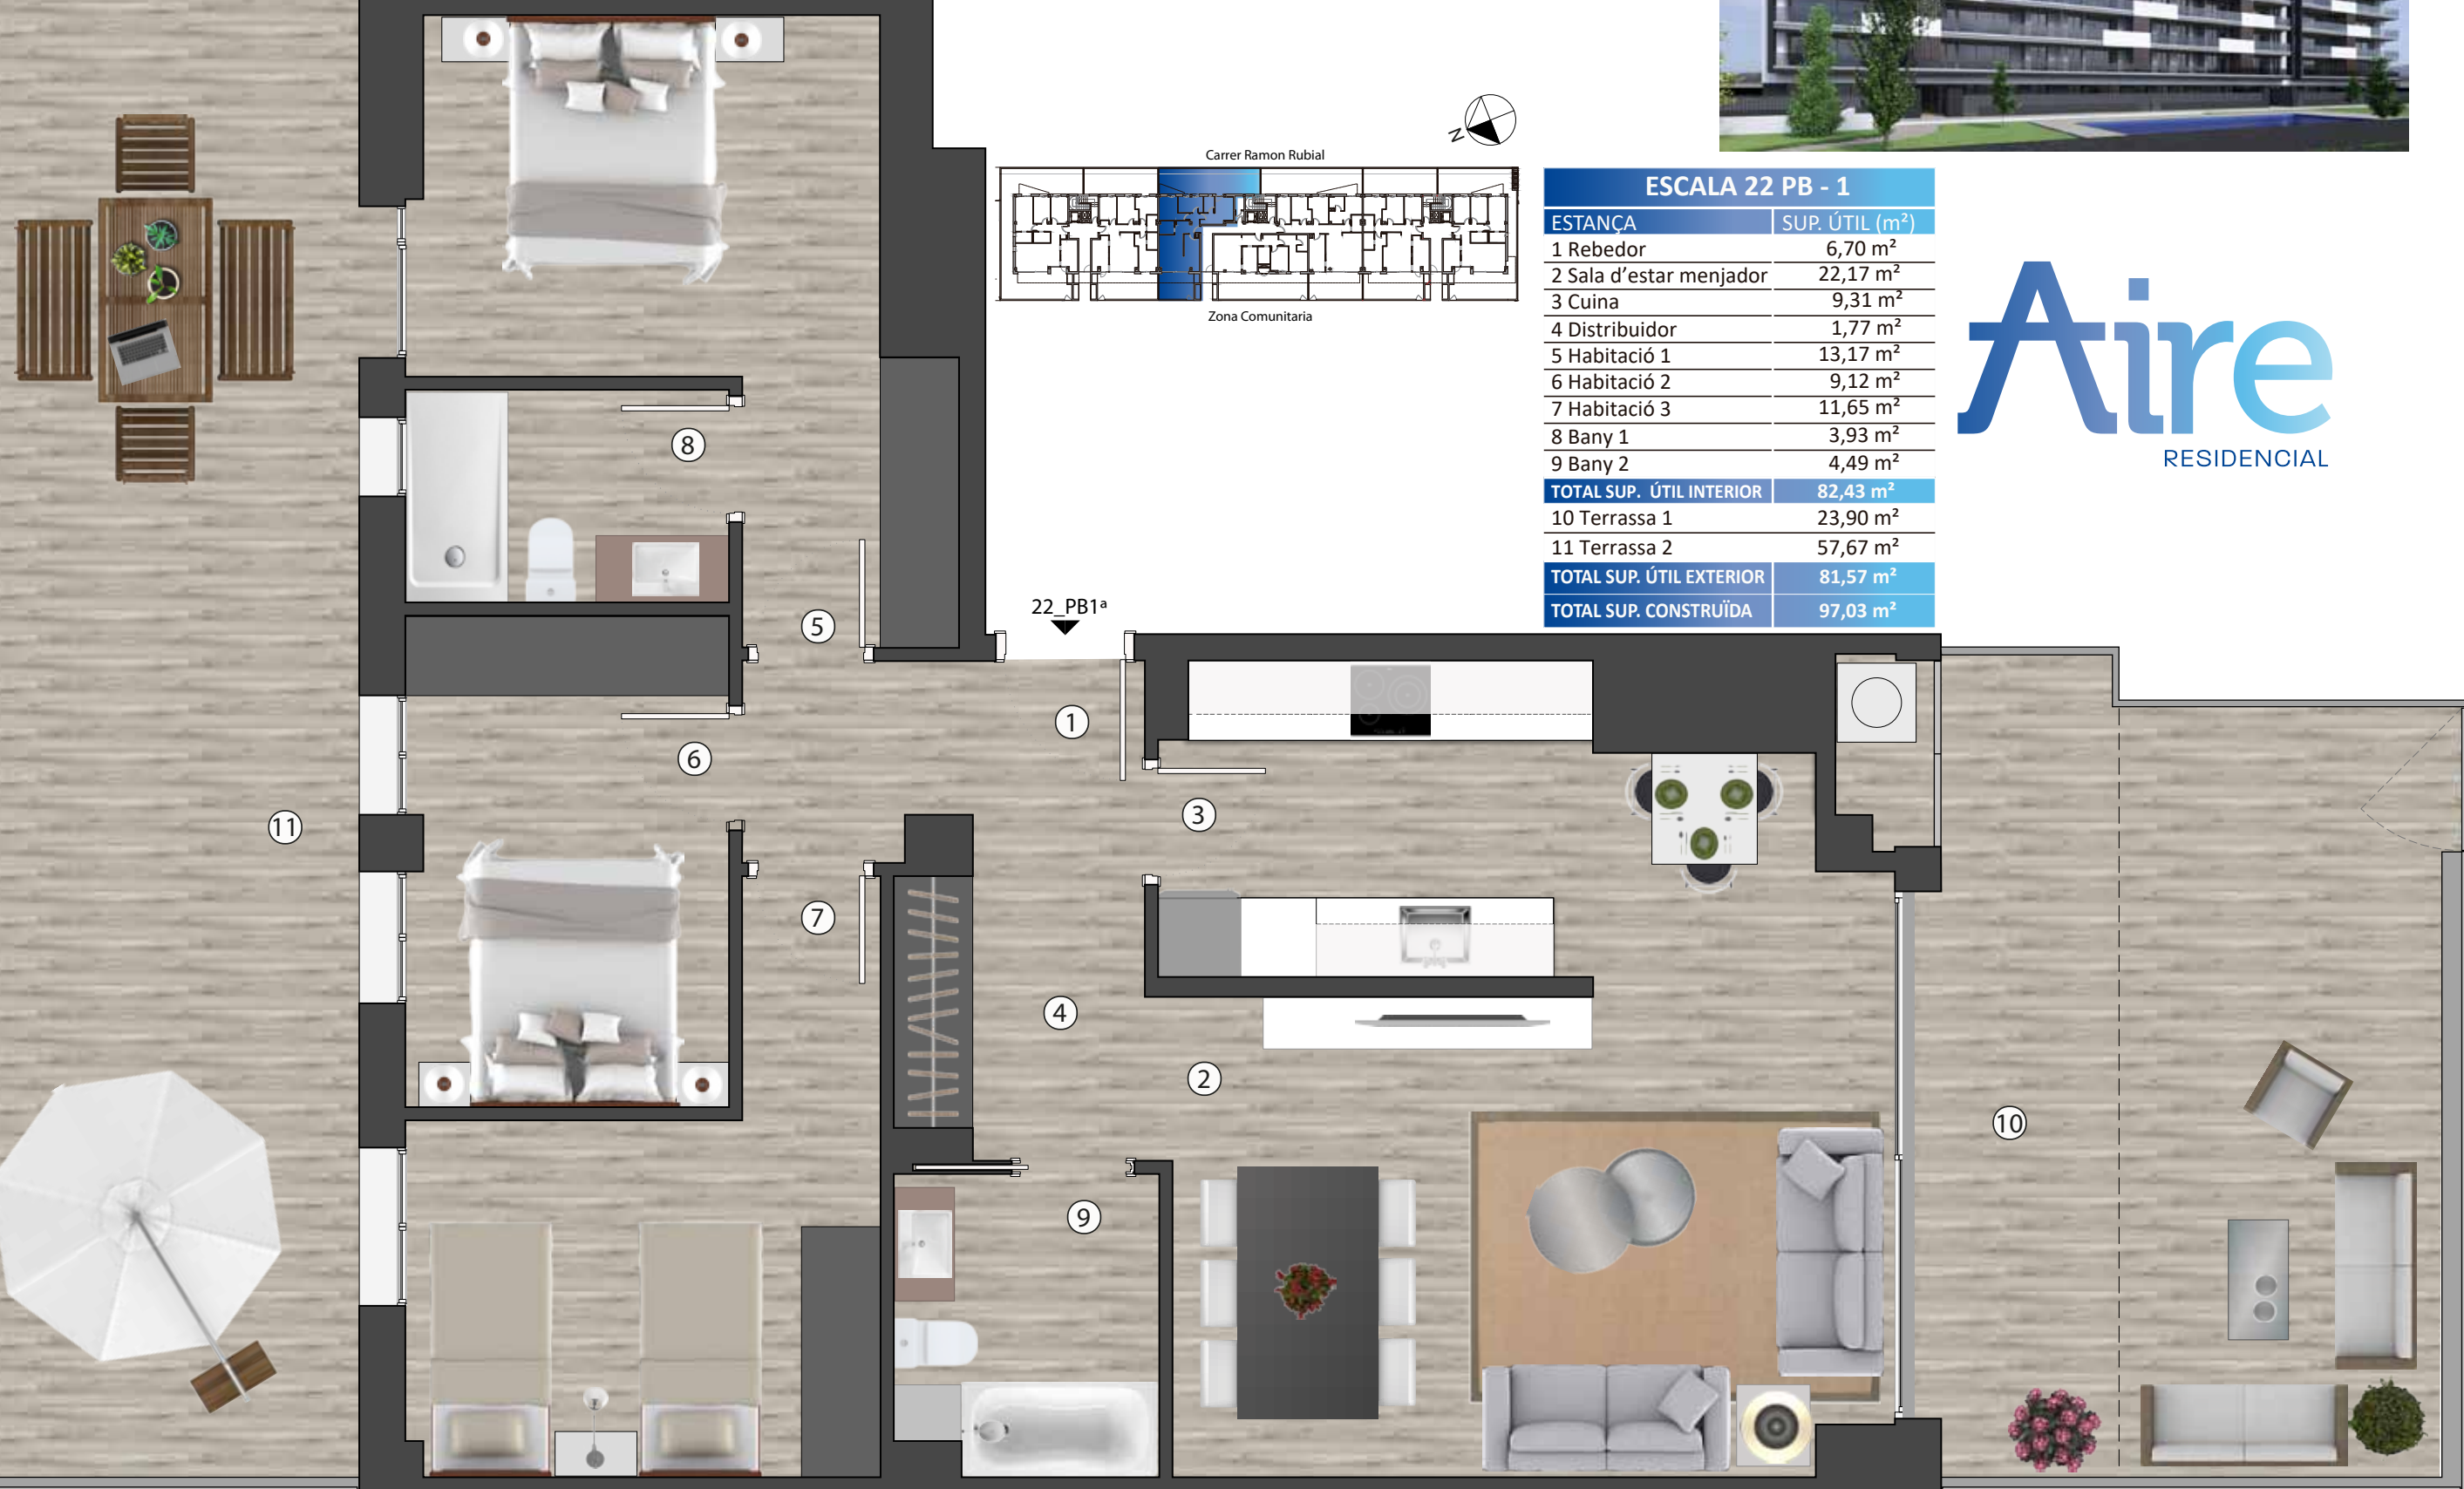 N
Carrer Ramon Rubial
Zona Comunitaria
ESCALA 22 PB - 1
ESTANÇA SUP. ÚTIL (m²)
1 Rebedor 6,70 m²
2 Sala d’estar menjador 22,17 m²
3 Cuina 9,31 m²
4 Distribuidor 1,77 m²
5 Habitació 1 13,17 m²
6 Habitació 2 9,12 m²
7 Habitació 3 11,65 m²
8 Bany 1 3,93 m²
9 Bany 2 4,49 m²
TOTAL SUP. ÚTIL INTERIOR 82,43 m²
10 Terrassa 1 23,90 m²
11 Terrassa 2 57,67 m²
TOTAL SUP. ÚTIL EXTERIOR 81,57 m²
TOTAL SUP. CONSTRUÏDA 97,03 m²
Aire
RESIDENCIAL
22_PB1ª
8
5
1
6
3
11
7
4
2
10
9